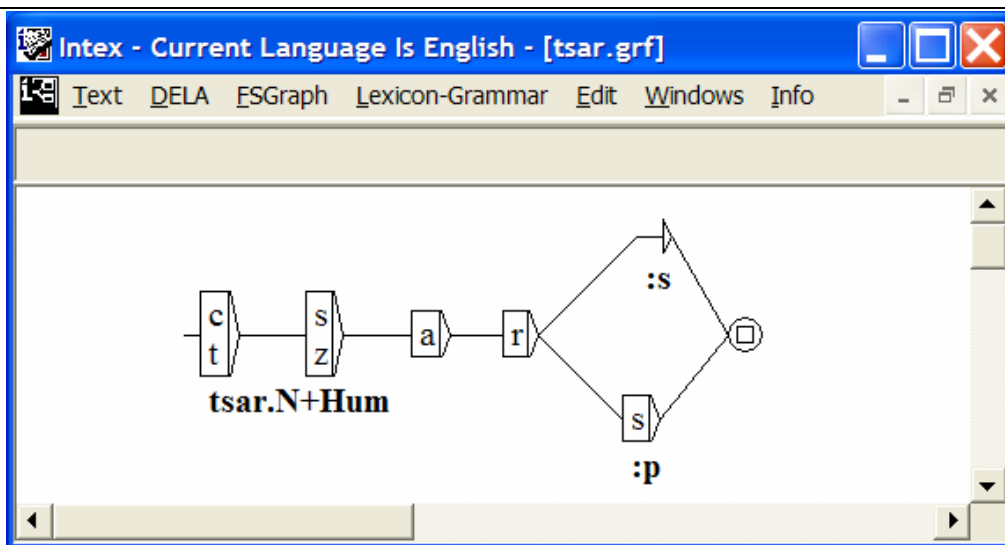 Intex - Current Language Is English - [tsar.grf]
Text DELA FSGraph Lexicon-Grammar Edit Windows Info
:s
c s
a r
t z
tsar.N+Hum
s
:p